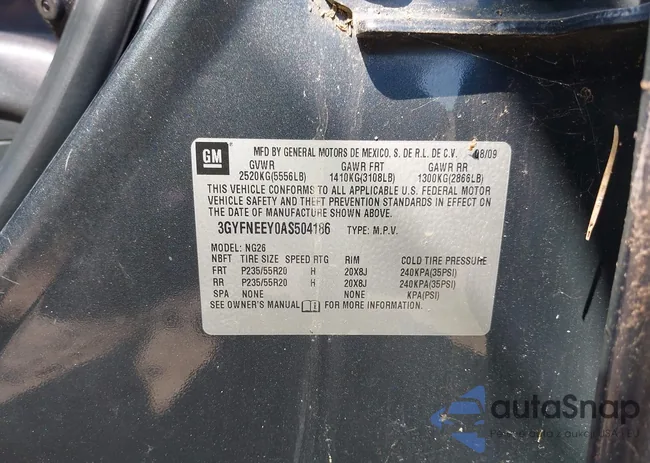 GM
MFD BY GENERAL MOTORS DE MEXICO, S. DE R.L. DE C.V. 08/09
GVWR GAWR FRT GAWR RR
2520KG(5556LB) 1410KG(3108LB) 1300KG(2866LB)
THIS VEHICLE CONFORMS TO ALL APPLICABLE U.S. FEDERAL MOTOR
VEHICLE SAFETY AND THEFT PREVENTION STANDARDS IN EFFECT ON
THE DATE OF MANUFACTURE SHOWN ABOVE.
3GYFNEEY0AS504186 TYPE: M.P.V.
MODEL: NG26
NBFT TIRE SIZE SPEED RTG RIM COLD TIRE PRESSURE
FRT P235/55R20 H 20X8J 240KPA(35PSI)
RR P235/55R20 H 20X8J 240KPA(35PSI)
SPA NONE NONE KPA(PSI)
SEE OWNER'S MANUAL FOR MORE INFORMATION.
autaSnap